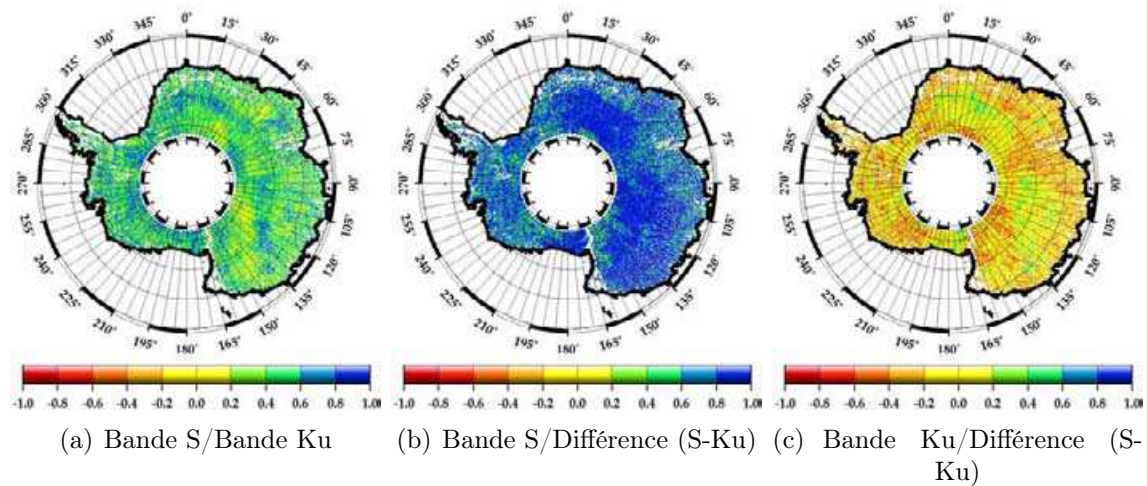 0° 15° 30° 45° 60° 75° 90° 105° 120° 135° 150° 165° 180° 195° 210° 225° 240° 255° 270° 285° 300° 315° 330° 345°
0° 15° 30° 45° 60° 75° 90° 105° 120° 135° 150° 165° 180° 195° 210° 225° 240° 255° 270° 285° 300° 315° 330° 345°
0° 15° 30° 45° 60° 75° 90° 105° 120° 135° 150° 165° 180° 195° 210° 225° 240° 255° 270° 285° 300° 315° 330° 345°
-1.0 -0.8 -0.6 -0.4 -0.2 0.0 0.2 0.4 0.6 0.8 1.0
-1.0 -0.8 -0.6 -0.4 -0.2 0.0 0.2 0.4 0.6 0.8 1.0
-1.0 -0.8 -0.6 -0.4 -0.2 0.0 0.2 0.4 0.6 0.8 1.0
(a) Bande S/Bande Ku
(b) Bande S/Différence (S-Ku)
(c) Bande Ku/Différence (S-
Ku)